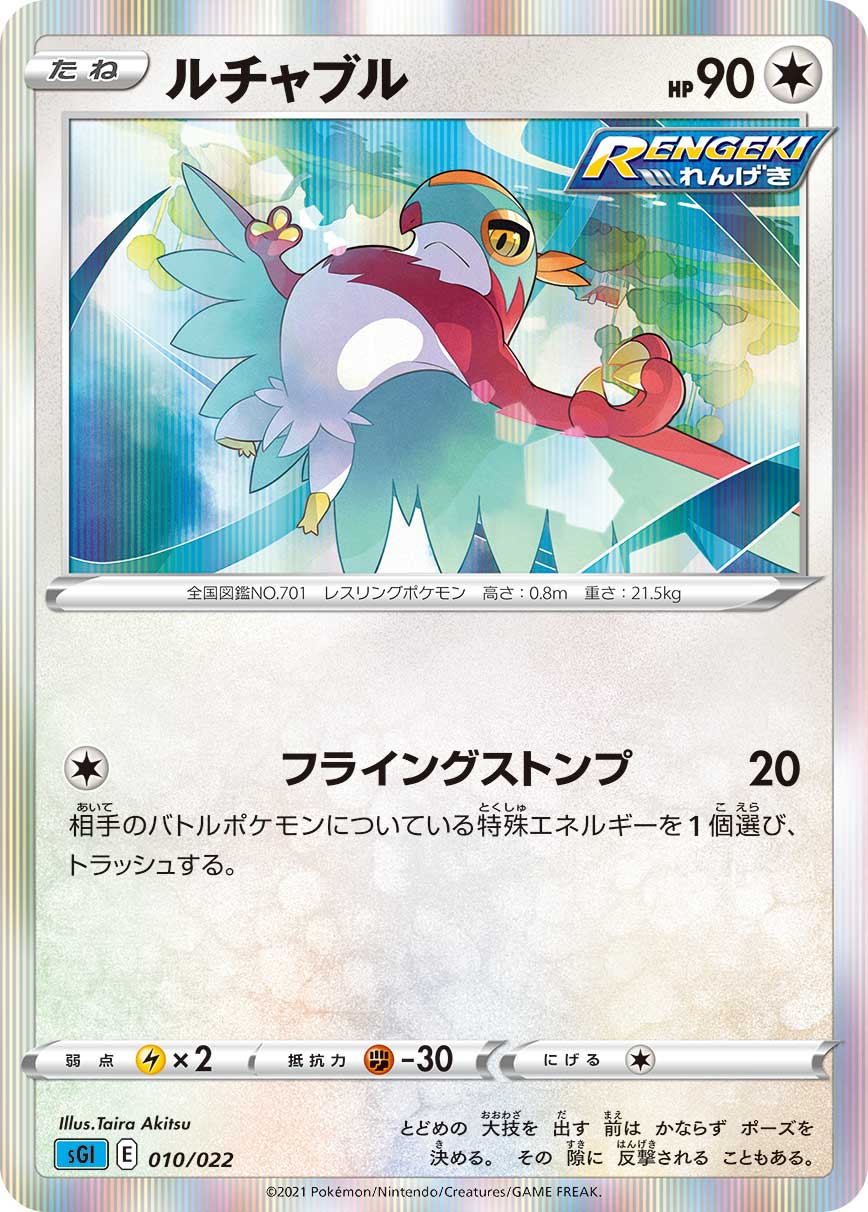 たね ルチャブル HP90
RENGEKI
れんげき
全国図鑑NO.701 レスリングポケモン 高さ:0.8m 重さ:21.5kg
フライングストンプ 20
あいて とくしゅ こ えら
相手のバトルポケモンについている特殊エネルギーを1個選び、
トラッシュする。
弱点 ×2 抵抗力 -30 にげる
Illus.Taira Akitsu
おおわざ だ まえ
とどめの 大技を 出す 前は かならず ポーズを
き すき はんげき
決める。 その 隙に 反撃される こともある。
sGI E 010/022
©2021 Pokémon/Nintendo/Creatures/GAME FREAK.